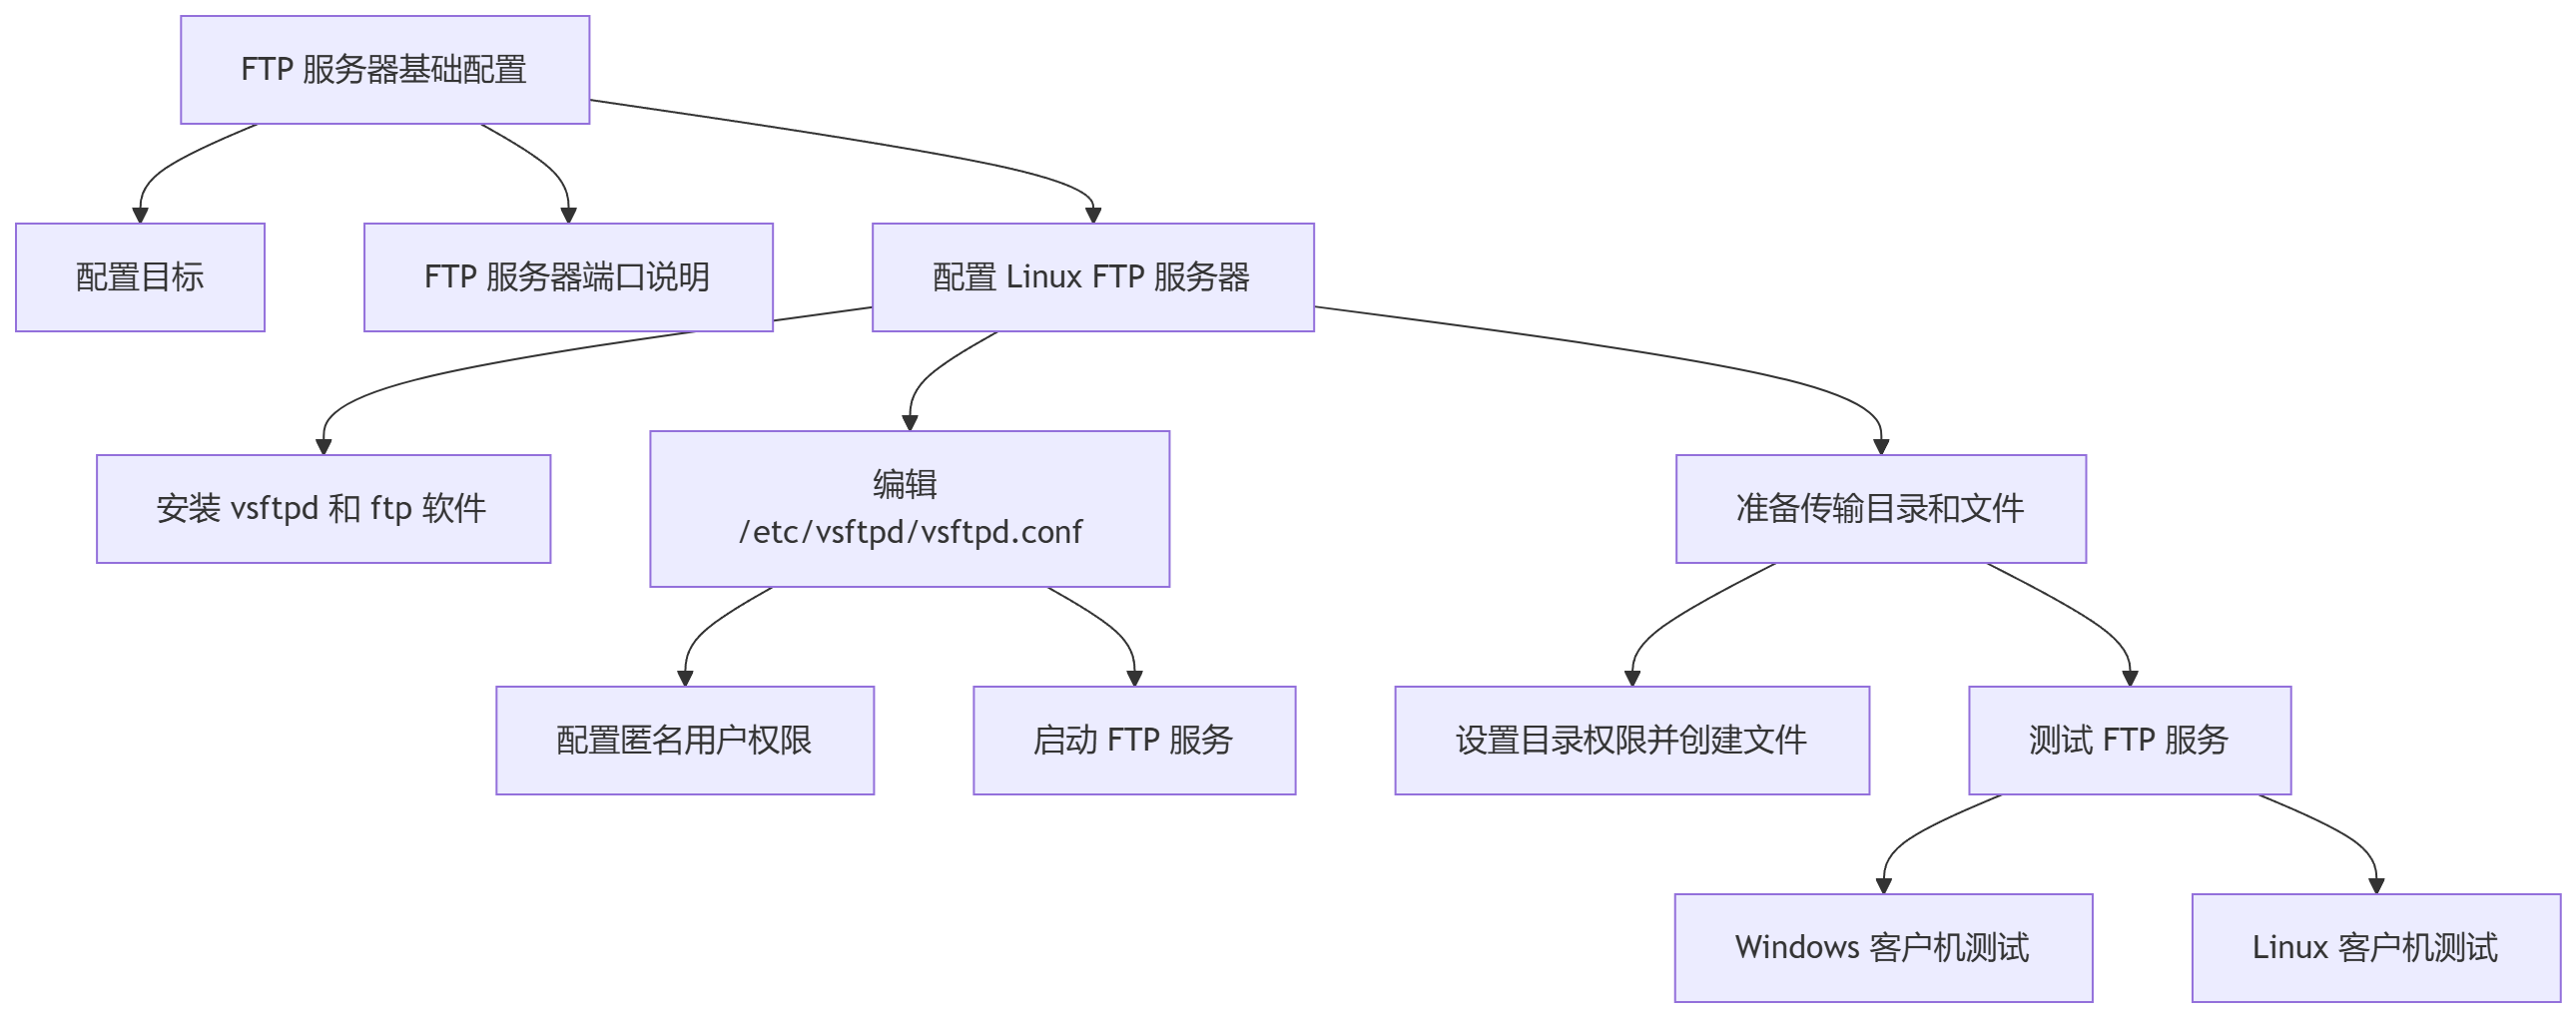 FTP 服务器基础配置
配置目标
FTP 服务器端口说明
配置 Linux FTP 服务器
安装 vsftpd 和 ftp 软件
编辑
/etc/vsftpd/vsftpd.conf
准备传输目录和文件
配置匿名用户权限
启动 FTP 服务
设置目录权限并创建文件
测试 FTP 服务
Windows 客户机测试
Linux 客户机测试